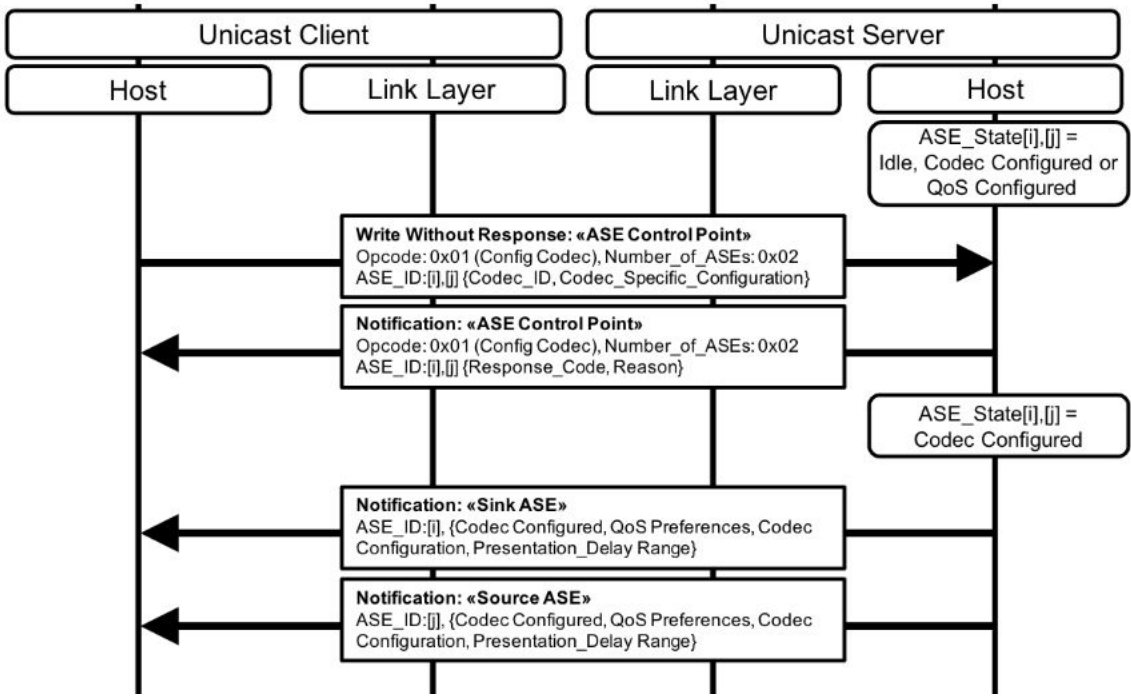 Unicast Client
Unicast Server
Host
Link Layer
Link Layer
Host
ASE_State[i],[j] =
Idle, Codec Configured or
QoS Configured
Write Without Response: «ASE Control Point»
Opcode: 0x01 (Config Codec), Number_of_ASEs: 0x02
ASE_ID:[i],[j] {Codec_ID, Codec_Specific_Configuration}
Notification: «ASE Control Point»
Opcode: 0x01 (Config Codec), Number_of_ASEs: 0x02
ASE_ID:[i],[j] {Response_Code, Reason}
ASE_State[i],[j] =
Codec Configured
Notification: «Sink ASE»
ASE_ID:[i], {Codec Configured, QoS Preferences, Codec
Configuration, Presentation_Delay Range}
Notification: «Source ASE»
ASE_ID:[j], {Codec Configured, QoS Preferences, Codec
Configuration, Presentation_Delay Range}